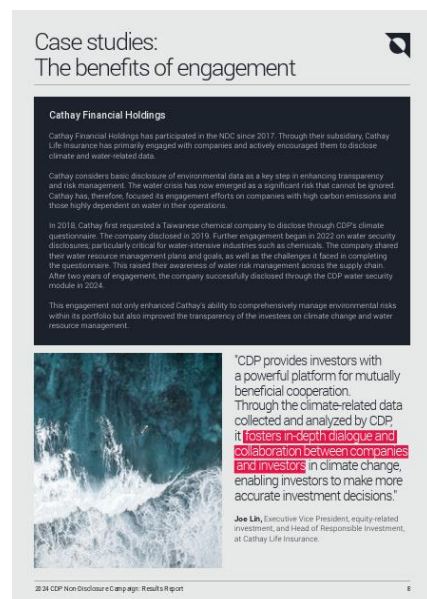 Case studies:
The benefits of engagement
Cathay Financial Holdings
Cathay Financial Holdings has participated in the NDC since 2017. Through their subsidiary, Cathay
Life Insurance has primarily engaged with companies and actively encouraged them to disclose
climate and water-related data.
Cathay considers basic disclosure of environmental data as a key step in enhancing transparency
and risk management. The water crisis has now emerged as a significant risk that cannot be ignored.
Cathay has, therefore, focused its engagement efforts on companies with high carbon emissions and
those highly dependent on water in their operations.
In 2018, Cathay first requested a Taiwanese chemical company to disclose through CDP's climate
questionnaire. The company disclosed in 2019. Further engagement began in 2022 on water security
disclosures; particularly critical for water-intensive industries such as chemicals. The company shared
their water resource management plans and goals, as well as the challenges it faced in completing
the questionnaire. This raised their awareness of water risk management across the supply chain.
After two years of engagement, the company successfully disclosed through the CDP water security
module in 2024.
This engagement not only enhanced Cathay's ability to comprehensively manage environmental risks
within its portfolio but also improved the transparency of the investees on climate change and water
resource management.
"CDP provides investors with
a powerful platform for mutually
beneficial cooperation.
Through the climate-related data
collected and analyzed by CDP,
it fosters in-depth dialogue and
collaboration between companies
and investors in climate change,
enabling investors to make more
accurate investment decisions."
Joe Lin, Executive Vice President, equity-related
investment, and Head of Responsible Investment,
at Cathay Life Insurance.
2024 CDP Non-Disclosure Campaign: Results Report 8